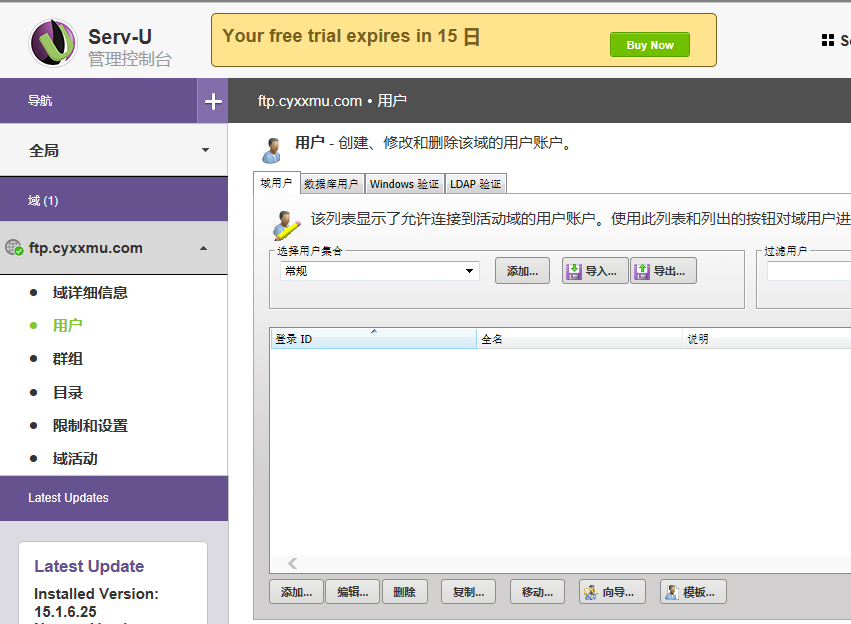 Serv-U
管理控制台
Your free trial expires in 15 日
Buy Now
导航
ftp.cyxxmu.com • 用户
全局
域 (1)
ftp.cyxxmu.com
域详细信息
用户
群组
目录
限制和设置
域活动
Latest Updates
Latest Update
Installed Version:
15.1.6.25
用户 - 创建、修改和删除该域的用户账户。
域用户 数据库用户 Windows 验证 LDAP 验证
该列表显示了允许连接到活动域的用户账户。使用此列表和列出的按钮对域用户进
选择用户集合
常规
添加... 导入... 导出...
过滤用户
登录 ID 全名 说明
添加... 编辑... 删除 复制... 移动... 向导... 模板...